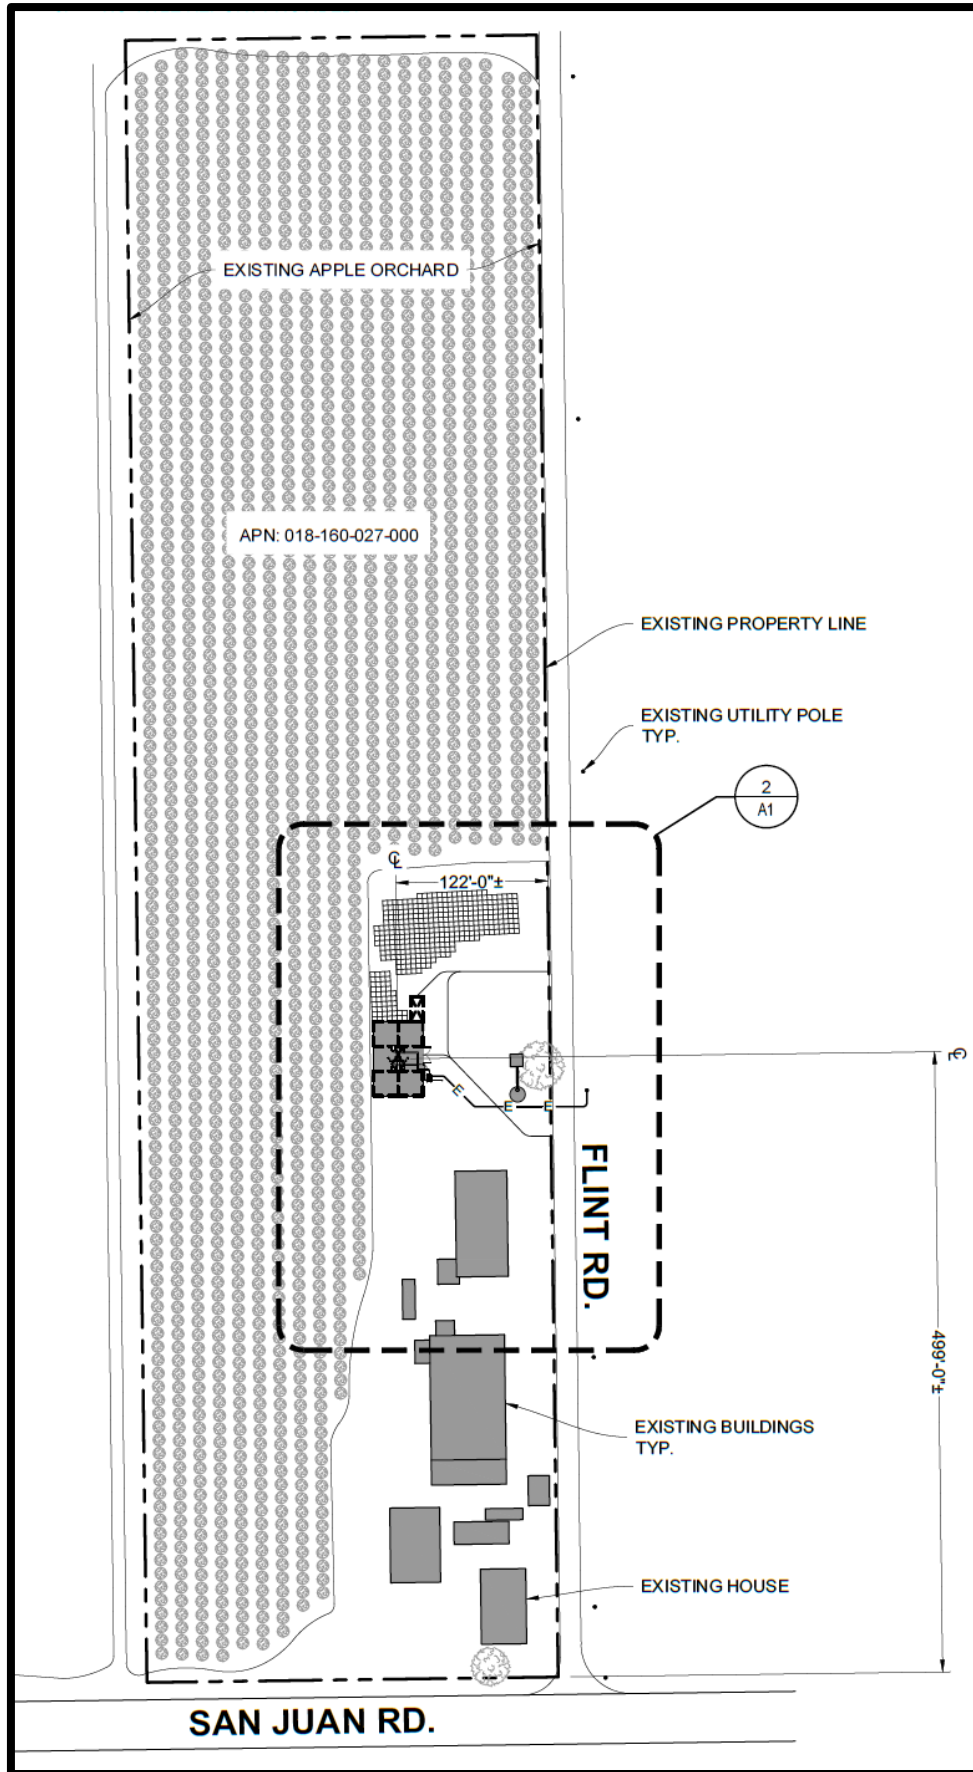 EXISTING APPLE ORCHARD
APN: 018-160-027-000
EXISTING PROPERTY LINE
EXISTING UTILITY POLE
TYP.
2
A1
℄
122'-0"±
℄
E
E
E
FLINT RD.
499'-0"±
EXISTING BUILDINGS
TYP.
EXISTING HOUSE
SAN JUAN RD.